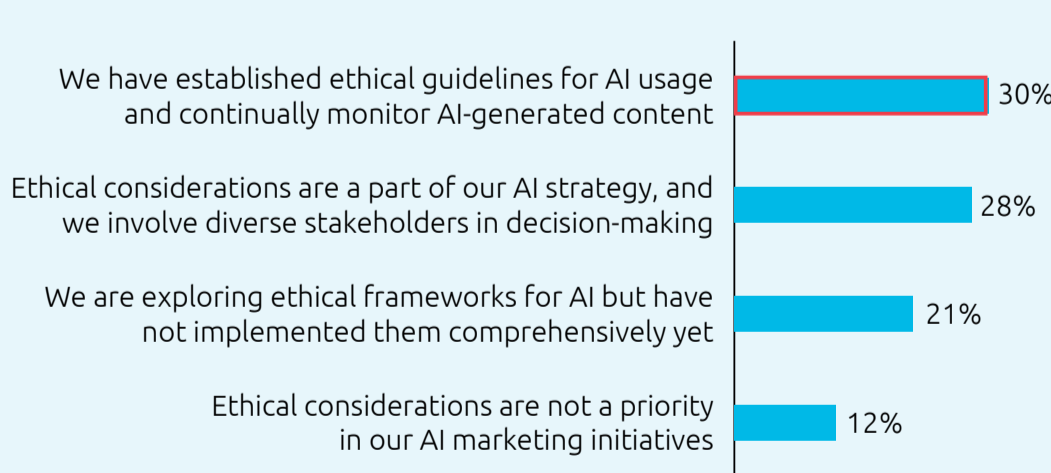 We have established ethical guidelines for AI usage
and continually monitor AI-generated content
30%
Ethical considerations are a part of our AI strategy, and
we involve diverse stakeholders in decision-making
28%
We are exploring ethical frameworks for AI but have
not implemented them comprehensively yet
21%
Ethical considerations are not a priority
in our AI marketing initiatives
12%